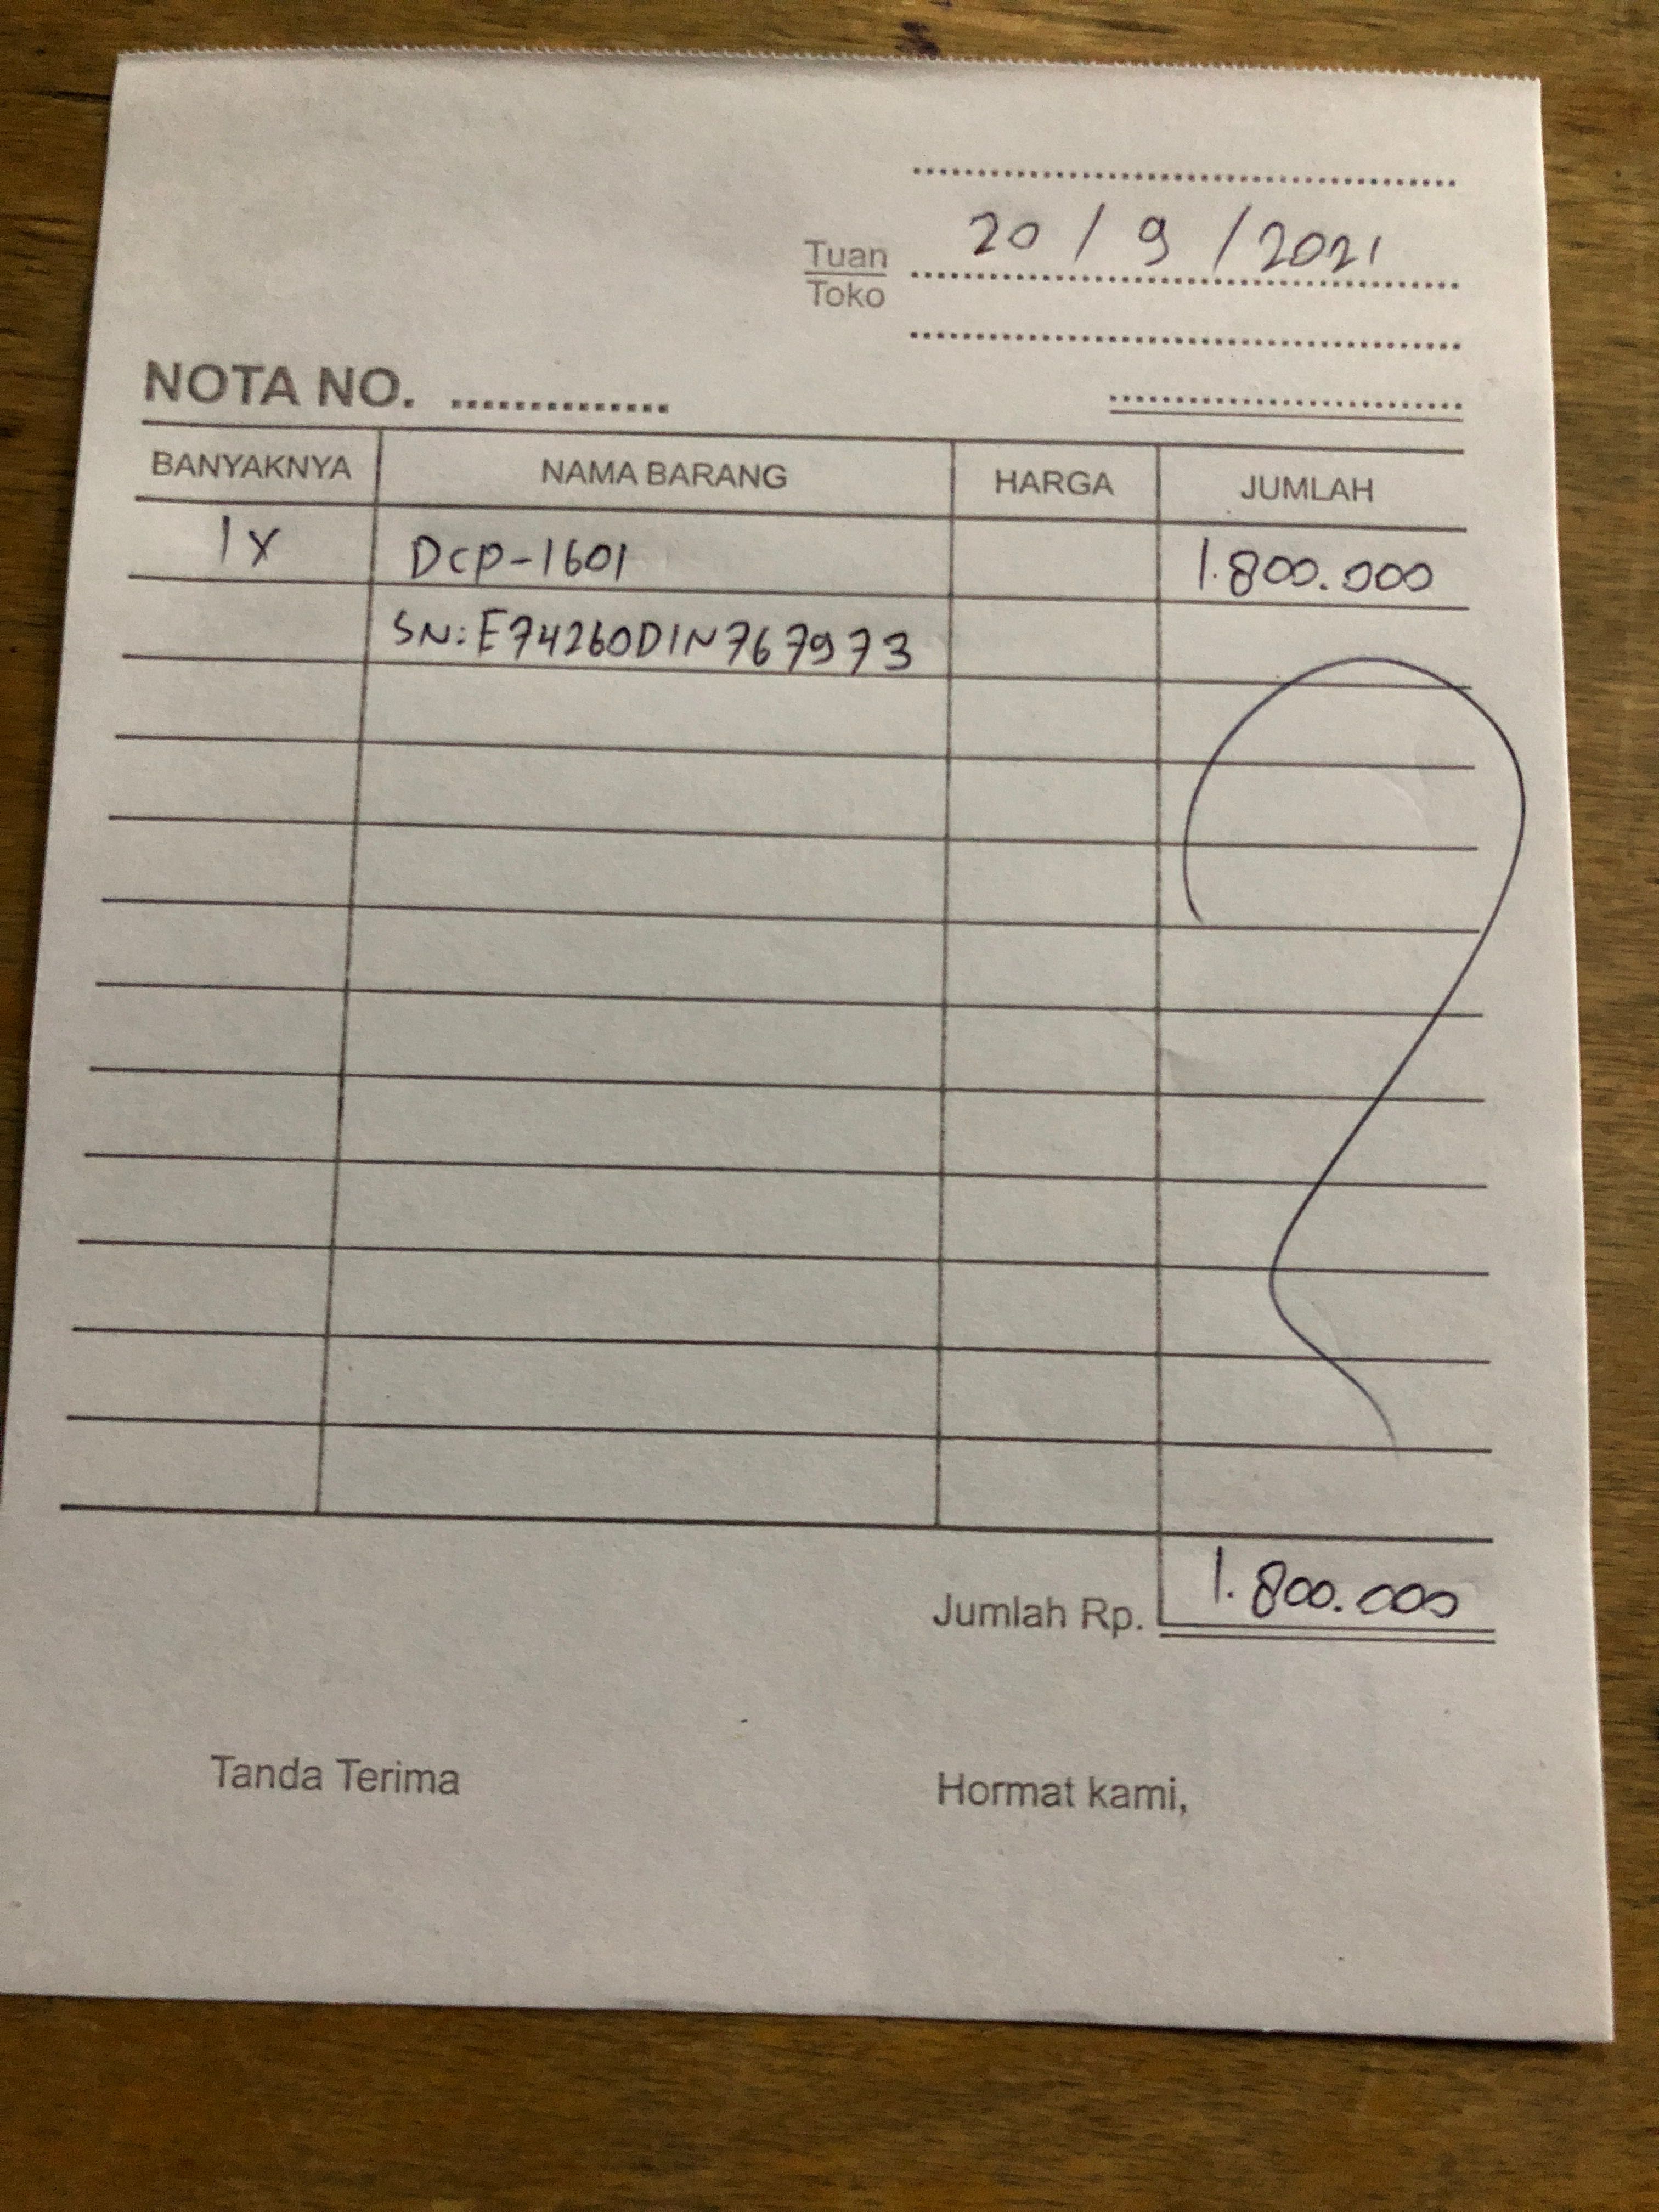 20 / 9 / 2021
Tuan
Toko
NOTA NO. ..............
BANYAKNYA NAMA BARANG HARGA JUMLAH
1x DCP-1601 1.800.000
SN: E74260D1N767973
Jumlah Rp. 1.800.000
Tanda Terima Hormat kami,